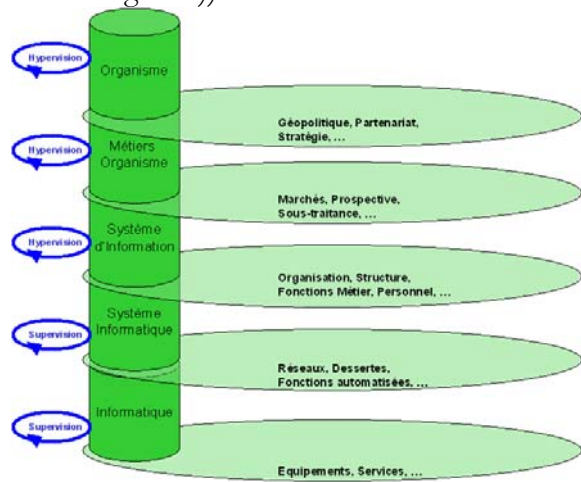 Hypervision
Organisme
Géopolitique, Partenariat,
Stratégie, ...
Hypervision
Métiers
Organisme
Marchés, Prospective,
Sous-traitance, ...
Hypervision
Système
d'Information
Organisation, Structure,
Fonctions Métier, Personnel, ...
Supervision
Système
Informatique
Réseaux, Dessertes,
Fonctions automatisées, ...
Supervision
Informatique
Equipements, Services, ...